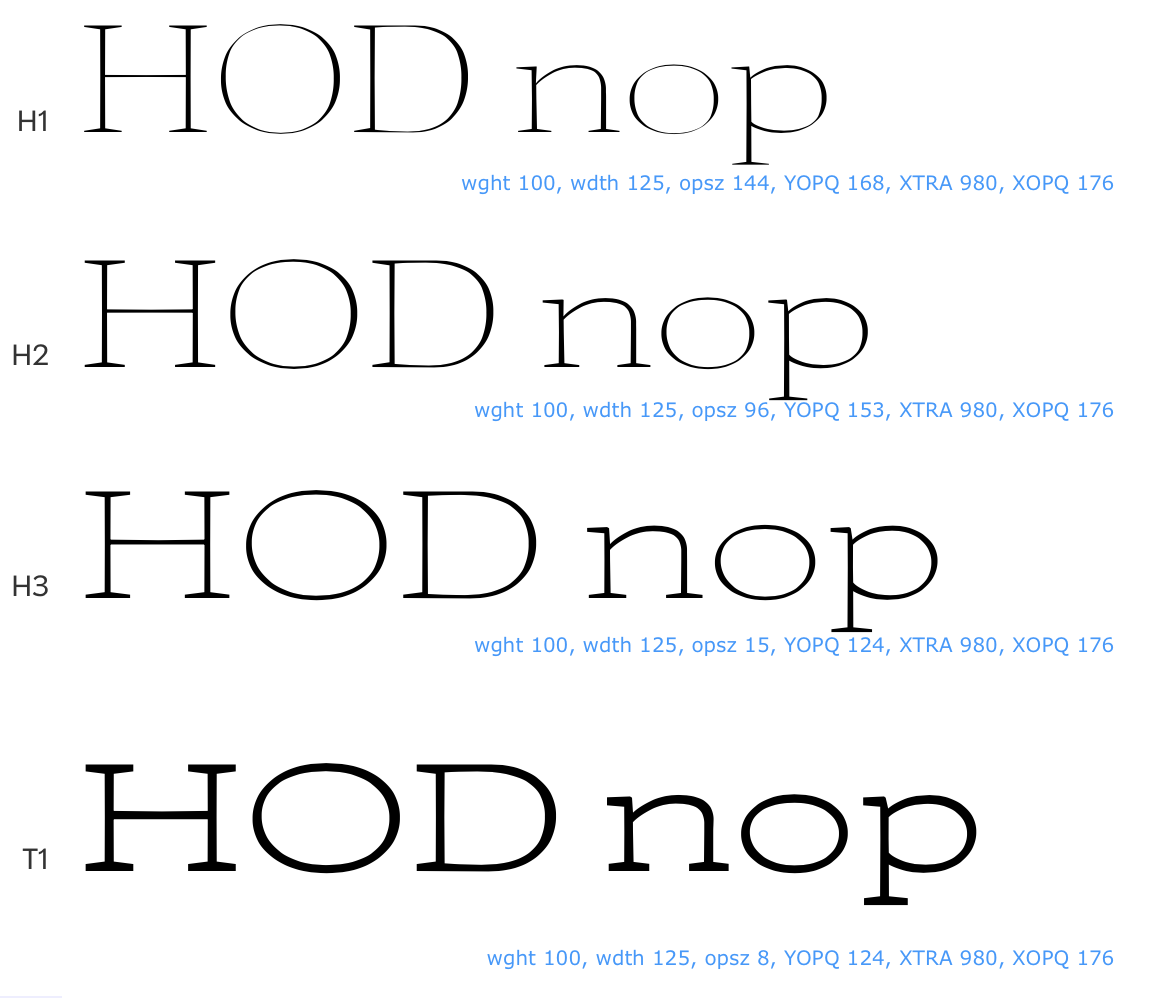 H1 HOD nop
wght 100, wdth 125, opsz 144, YOPQ 168, XTRA 980, XOPQ 176
H2 HOD nop
wght 100, wdth 125, opsz 96, YOPQ 153, XTRA 980, XOPQ 176
H3 HOD nop
wght 100, wdth 125, opsz 15, YOPQ 124, XTRA 980, XOPQ 176
T1 HOD nop
wght 100, wdth 125, opsz 8, YOPQ 124, XTRA 980, XOPQ 176